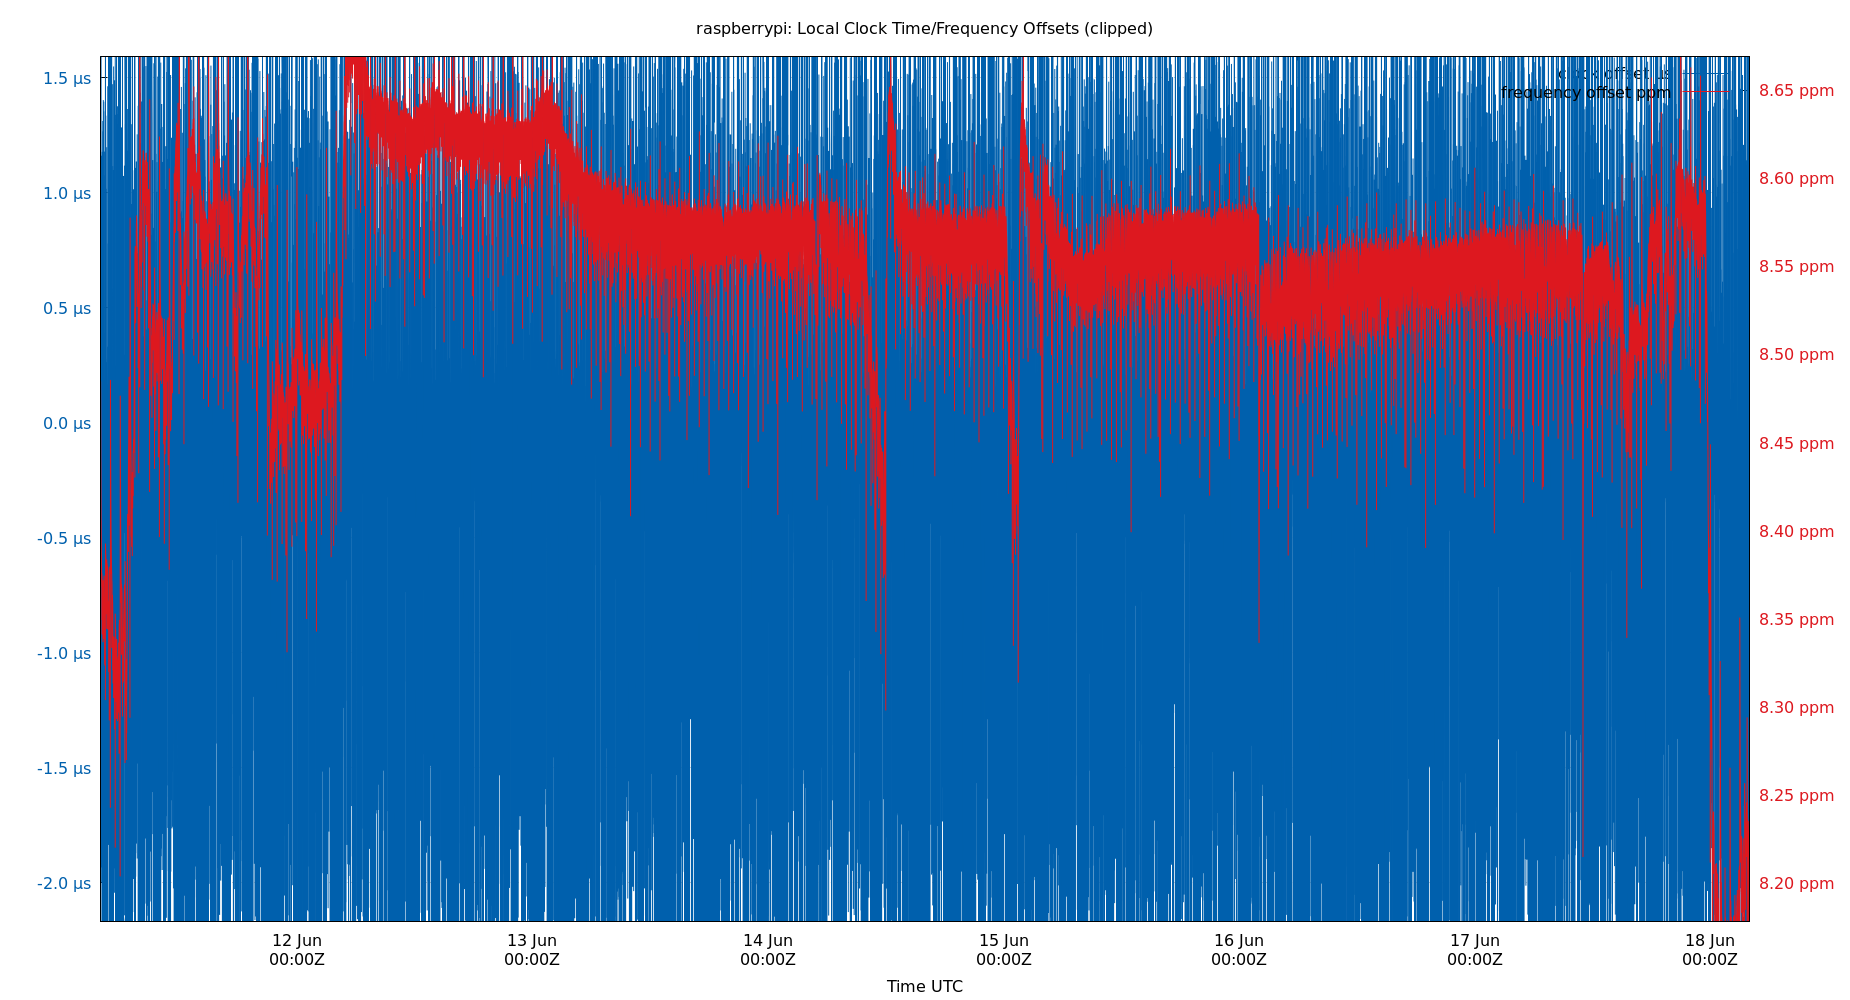 raspberrypi: Local Clock Time/Frequency Offsets (clipped)
1.5 µs
1.0 µs
0.5 µs
0.0 µs
-0.5 µs
-1.0 µs
-1.5 µs
-2.0 µs
clock offset µs
frequency offset ppm
8.65 ppm
8.60 ppm
8.55 ppm
8.50 ppm
8.45 ppm
8.40 ppm
8.35 ppm
8.30 ppm
8.25 ppm
8.20 ppm
12 Jun 13 Jun 14 Jun 15 Jun 16 Jun 17 Jun 18 Jun
00:00Z 00:00Z 00:00Z 00:00Z 00:00Z 00:00Z 00:00Z
Time UTC